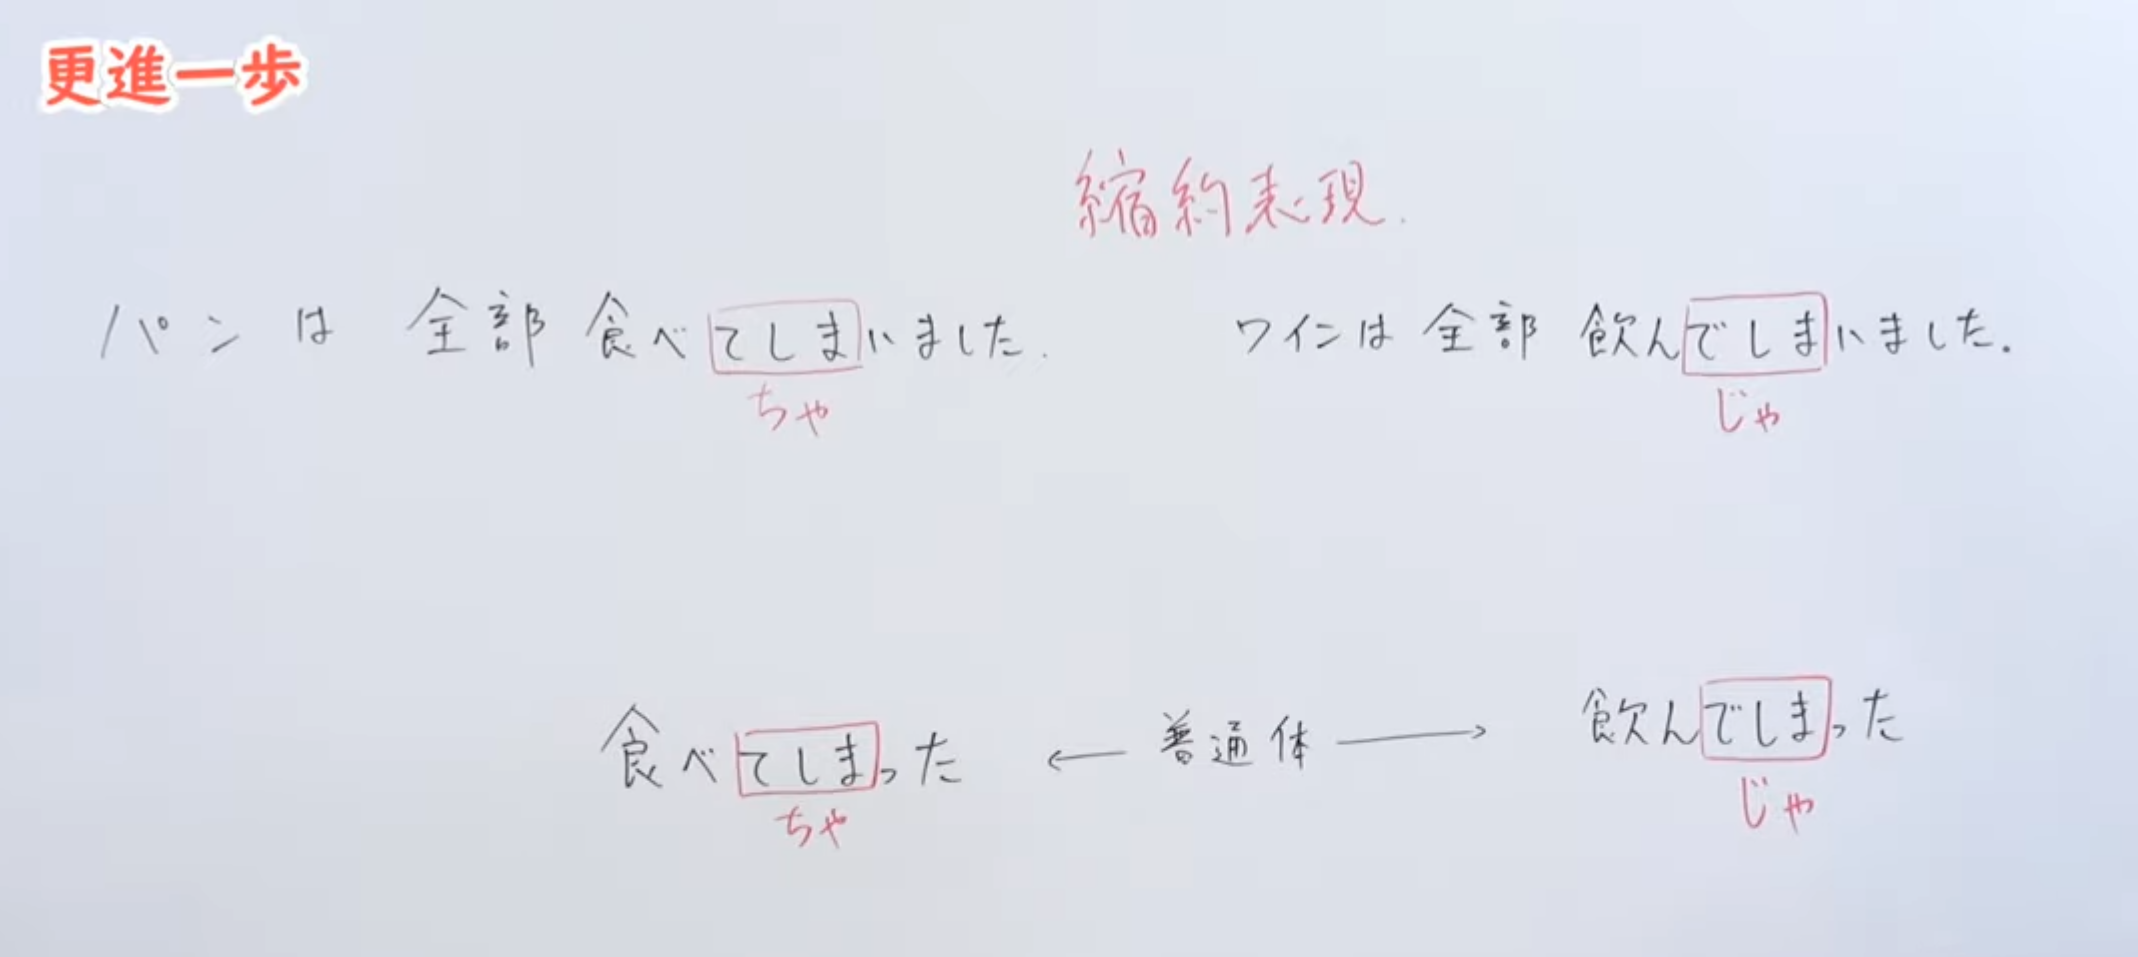 更進一歩
縮約表現.
パンは 全部 食べてしまいました.
ワインは 全部 飲んでしまいました.
ちゃ
じゃ
食べてしまった ← 普通体 → 飲んでしまった
ちゃ
じゃ